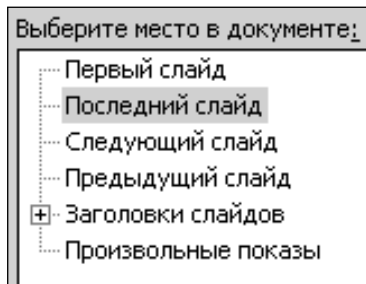 Выберите место в документе:
Первый слайд
Последний слайд
Следующий слайд
Предыдущий слайд
Заголовки слайдов
Произвольные показы